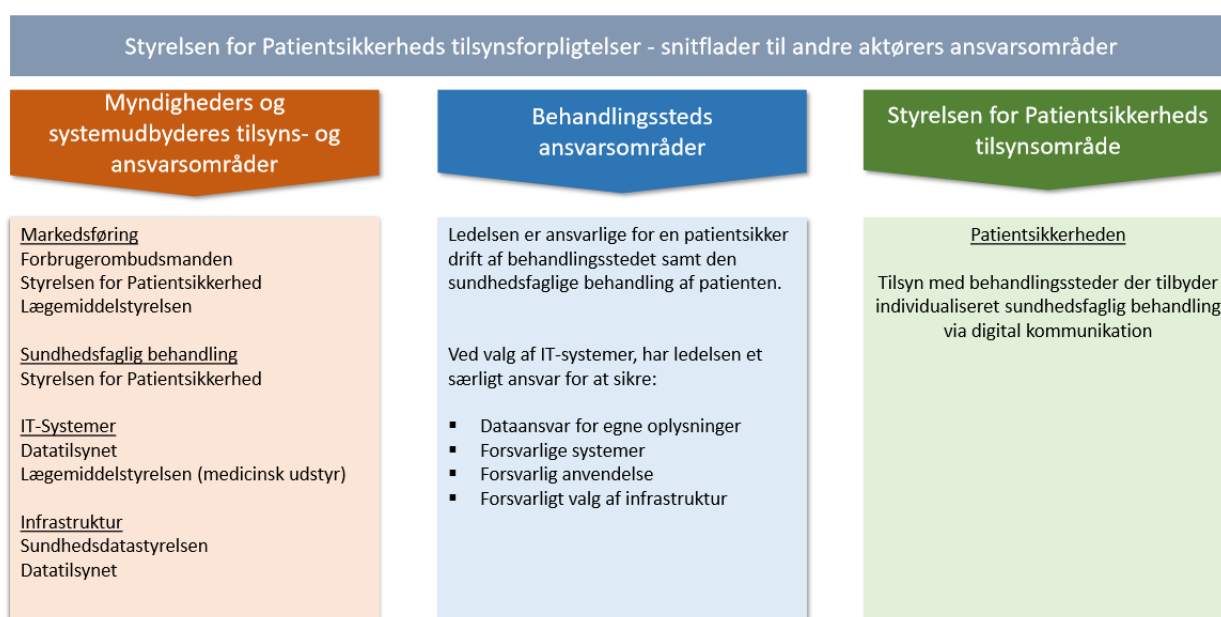 Styrelsen for Patientsikkerheds tilsynsforpligtelser - snitflader til andre aktørers ansvarsområder
Myndigheders og
systemudbyderes tilsyns- og
ansvarsområder
Markedsføring
Forbrugerombudsmanden
Styrelsen for Patientsikkerhed
Lægemiddelstyrelsen
Sundhedsfaglig behandling
Styrelsen for Patientsikkerhed
IT-Systemer
Datatilsynet
Lægemiddelstyrelsen (medicinsk udstyr)
Infrastruktur
Sundhedsdatastyrelsen
Datatilsynet
Behandlingssteds
ansvarsområder
Ledelsen er ansvarlige for en patientsikker
drift af behandlingsstedet samt den
sundhedsfaglige behandling af patienten.
Ved valg af IT-systemer, har ledelsen et
særligt ansvar for at sikre:
▪ Dataansvar for egne oplysninger
▪ Forsvarlige systemer
▪ Forsvarlig anvendelse
▪ Forsvarligt valg af infrastruktur
Styrelsen for Patientsikkerheds
tilsynsområde
Patientsikkerheden
Tilsyn med behandlingssteder der tilbyder
individualiseret sundhedsfaglig behandling
via digital kommunikation